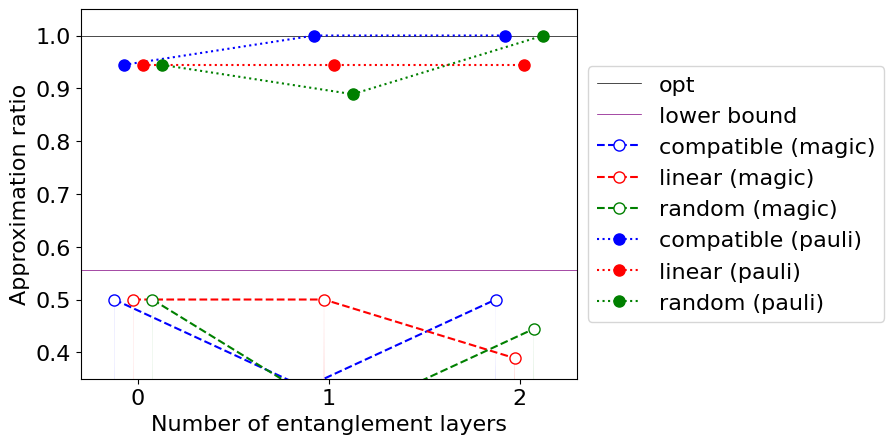 Approximation ratio
1.0
0.9
0.8
0.7
0.6
0.5
0.4
0 1 2
Number of entanglement layers
opt
lower bound
compatible (magic)
linear (magic)
random (magic)
compatible (pauli)
linear (pauli)
random (pauli)